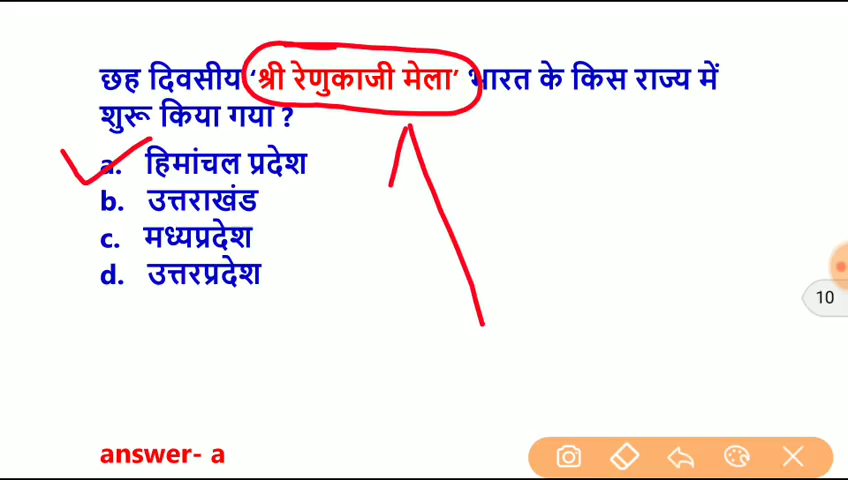 छह दिवसीय ‘श्री रेणुकाजी मेला’ भारत के किस राज्य में
शुरू किया गया ?
a. हिमांचल प्रदेश
b. उत्तराखंड
c. मध्यप्रदेश
d. उत्तरप्रदेश
10
answer- a